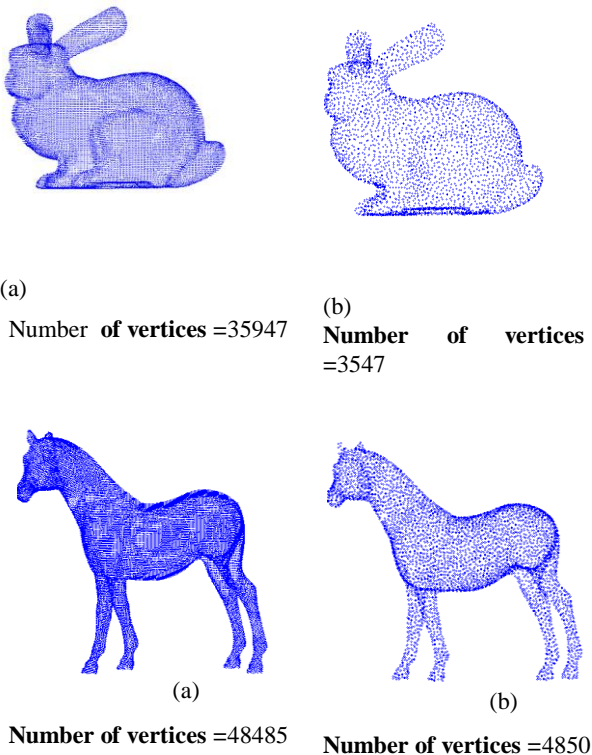 (a)
Number of vertices =35947
(b)
Number of vertices
=3547
(a)
Number of vertices =48485
(b)
Number of vertices =4850